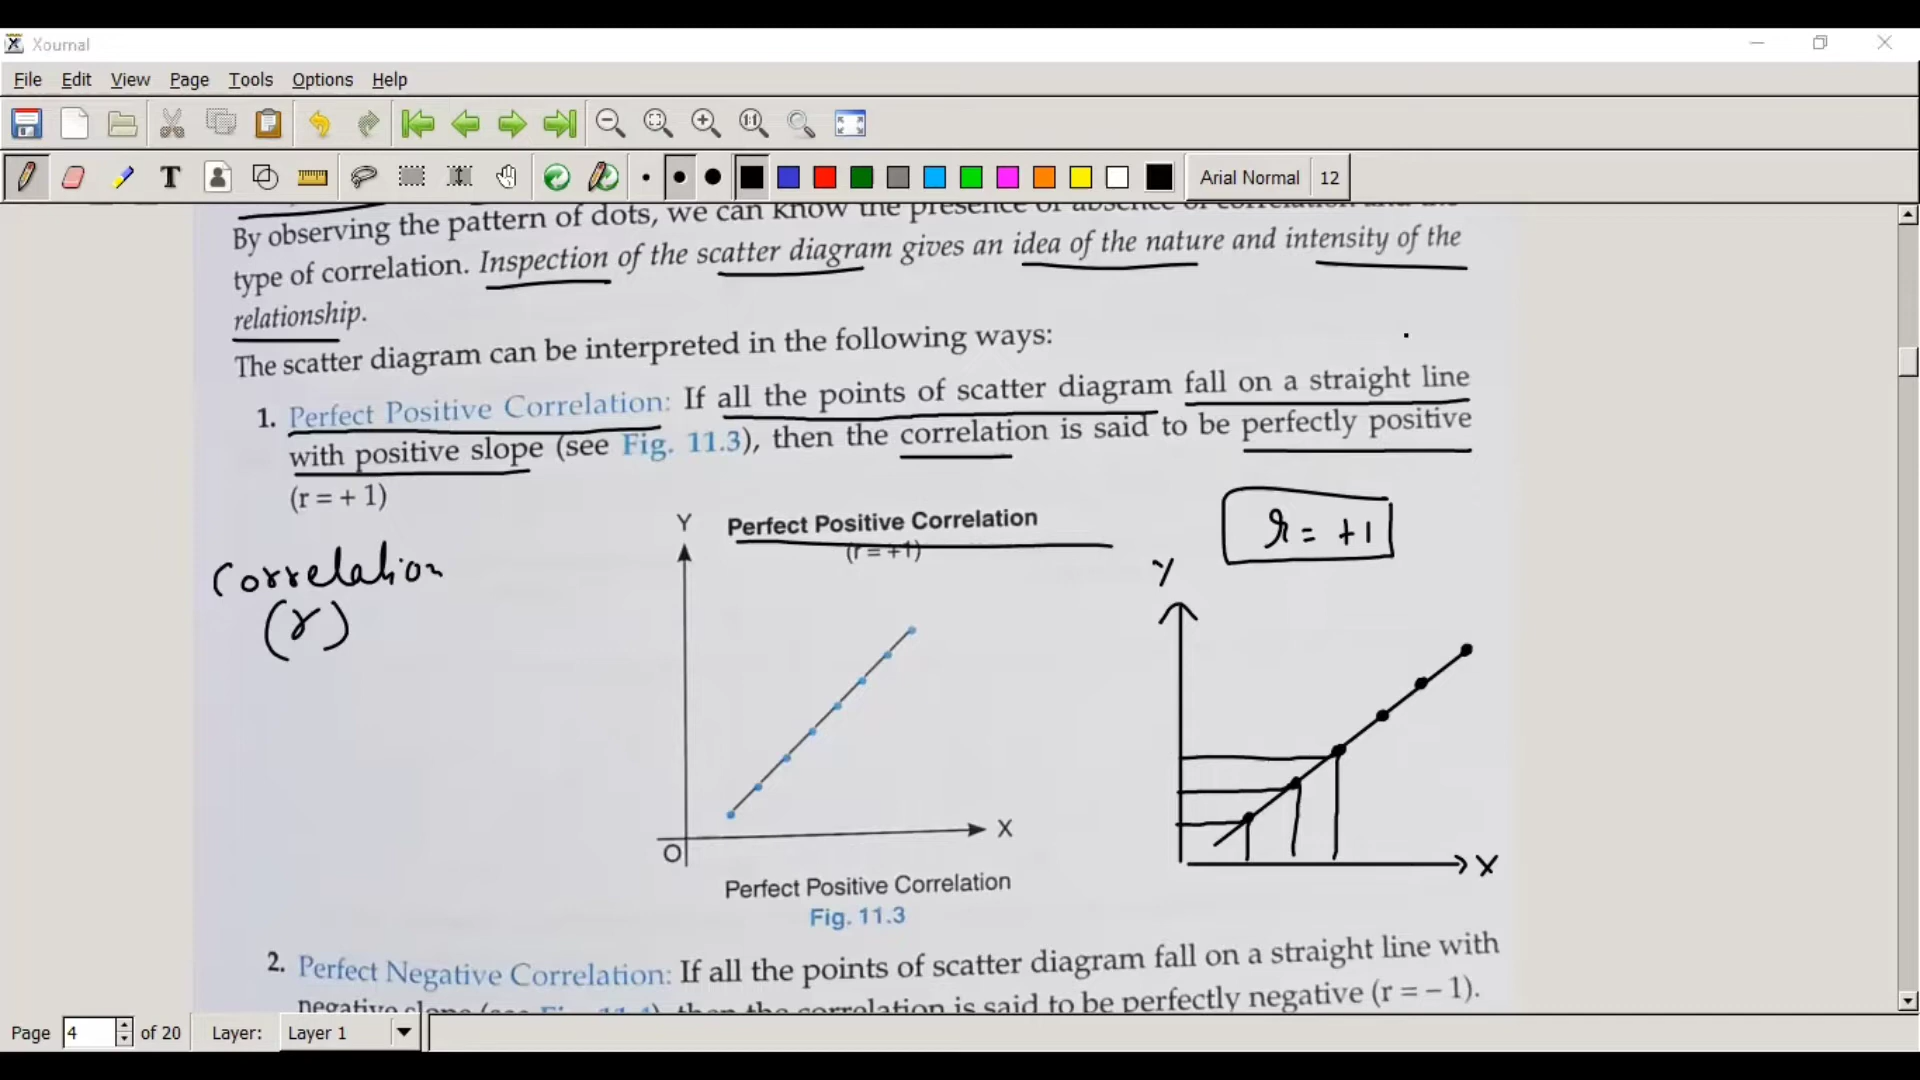 Xournal
File Edit View Page Tools Options Help
Arial Normal 12
By observing the pattern of dots, we can know the presence or absence of correlation and the
type of correlation. Inspection of the scatter diagram gives an idea of the nature and intensity of the
relationship.
The scatter diagram can be interpreted in the following ways:
1. Perfect Positive Correlation: If all the points of scatter diagram fall on a straight line
with positive slope (see Fig. 11.3), then the correlation is said to be perfectly positive
(r = + 1)
Y Perfect Positive Correlation
(r = +1)
r = +1
Correlation
(r)
Y
X
O
X
Perfect Positive Correlation
Fig. 11.3
2. Perfect Negative Correlation: If all the points of scatter diagram fall on a straight line with
negative slope (see Fig. 11.4), then the correlation is said to be perfectly negative (r = – 1).
Page 4 of 20 Layer: Layer 1